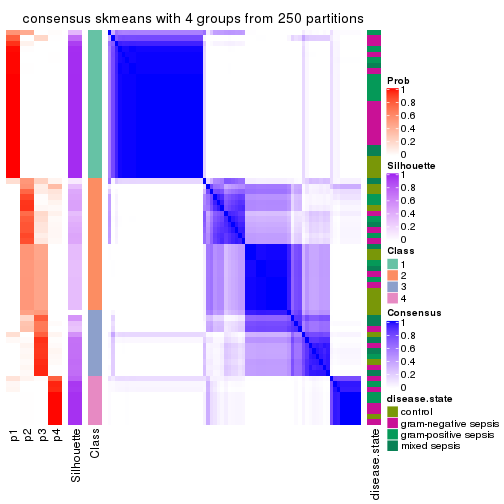 consensus skmeans with 4 groups from 250 partitions
Prob
1
0.8
0.6
0.4
0.2
0
Silhouette
1
0.8
0.6
0.4
0.2
0
Class
1
2
3
4
Consensus
1
0.8
0.6
0.4
0.2
0
disease.state
control
gram-negative sepsis
gram-positive sepsis
mixed sepsis
p1
p2
p3
p4
Silhouette
Class
disease.state